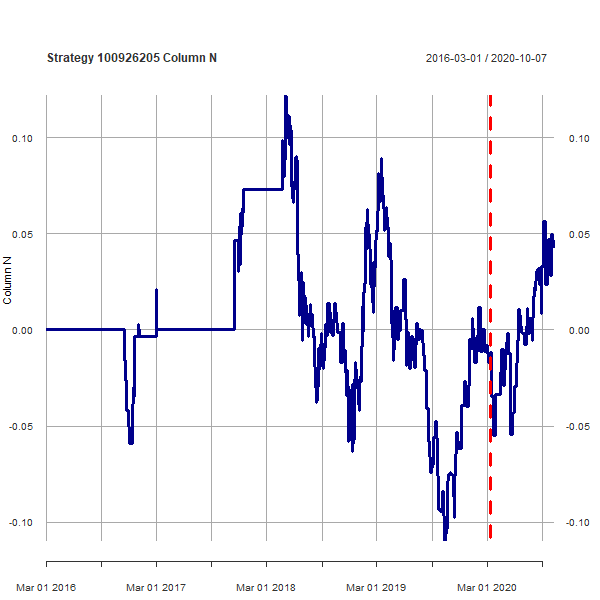 Strategy 100926205 Column N
2016-03-01 / 2020-10-07
0.10
0.10
0.05
0.05
Column N
0.00
0.00
-0.05
-0.05
-0.10
-0.10
Mar 01 2016
Mar 01 2017
Mar 01 2018
Mar 01 2019
Mar 01 2020